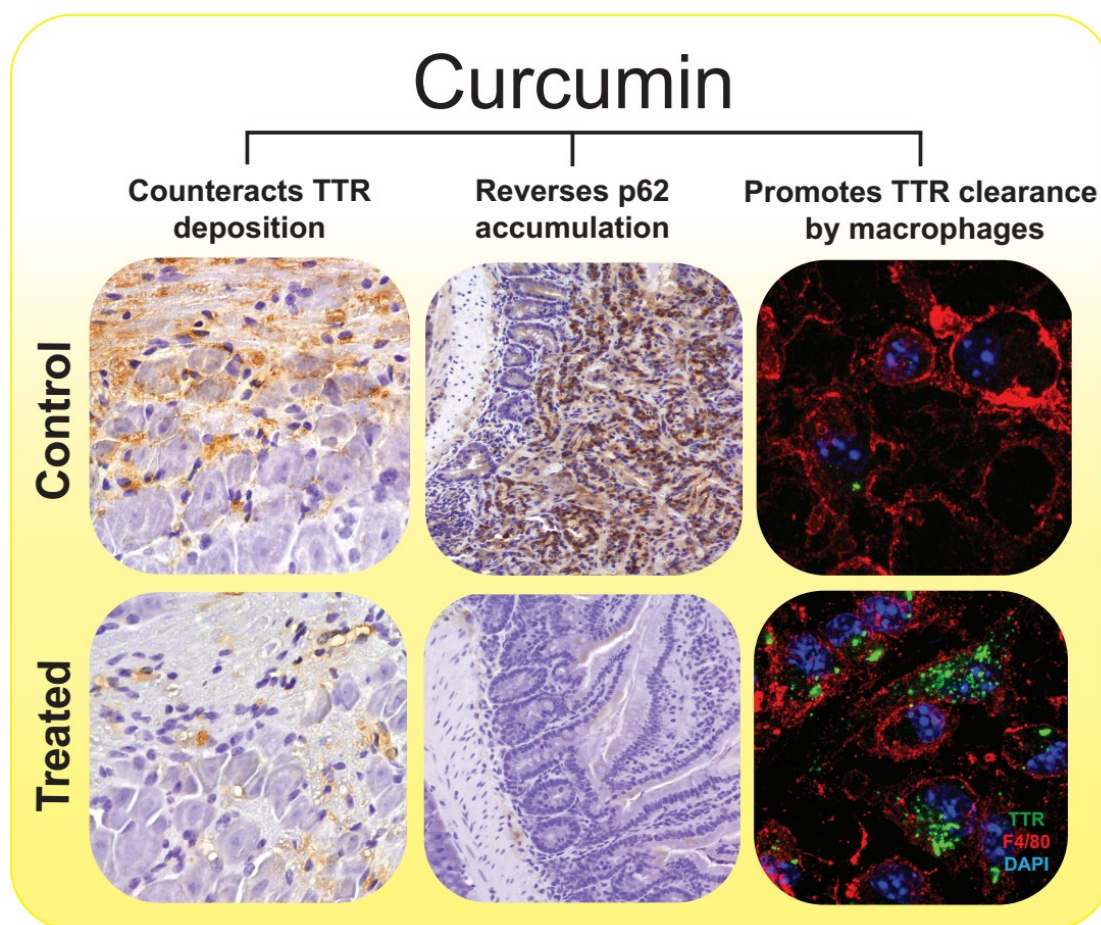 Curcumin
Counteracts TTR
deposition
Reverses p62
accumulation
Promotes TTR clearance
by macrophages
Control
Treated
TTR
F4/80
DAPI